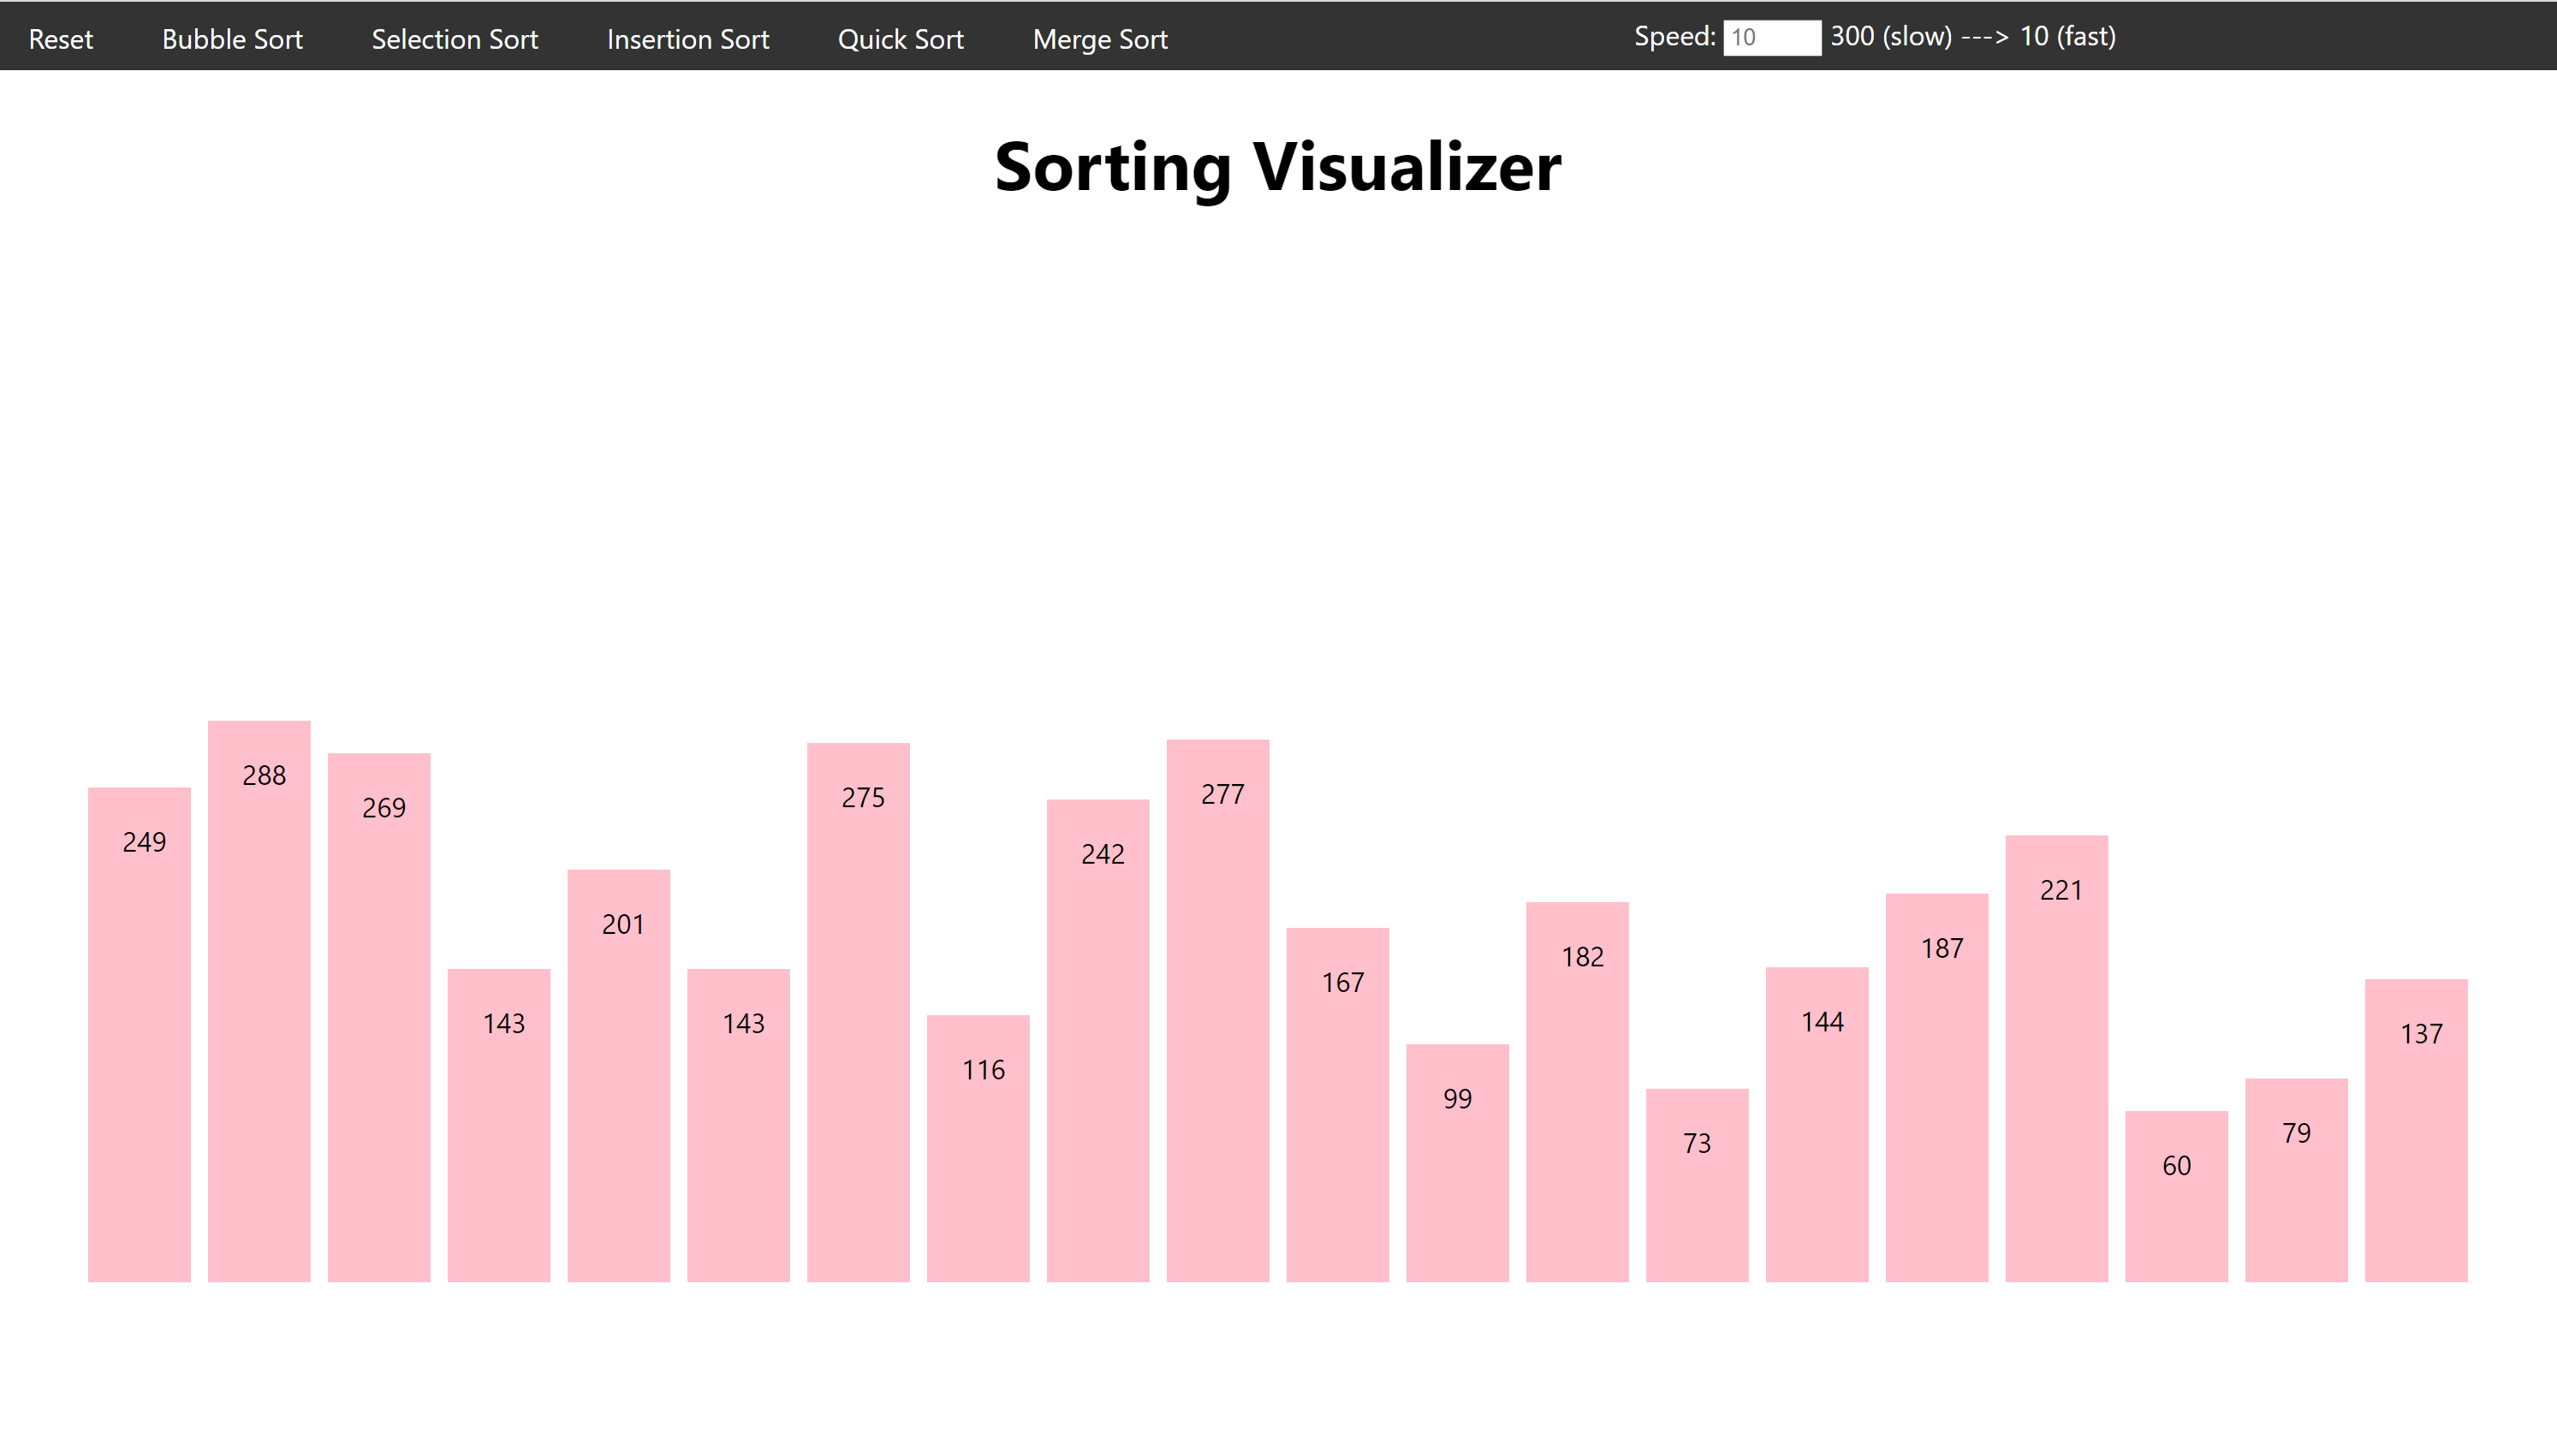 Reset Bubble Sort Selection Sort Insertion Sort Quick Sort Merge Sort Speed: 10 300 (slow) ---> 10 (fast)
Sorting Visualizer
249 288 269 143 201 143 275 116 242 277 167 99 182 73 144 187 221 60 79 137